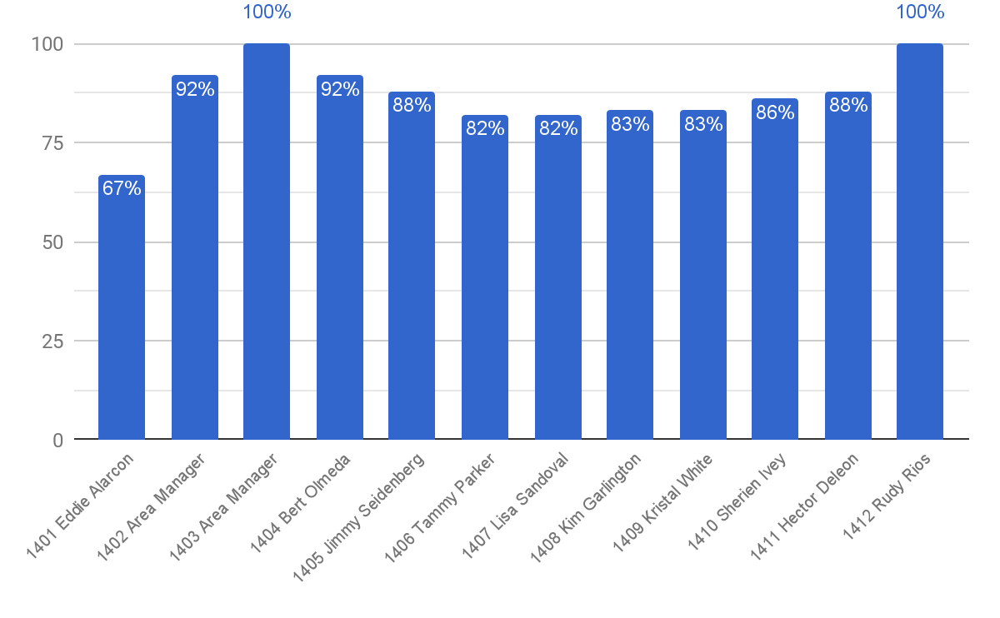 100%
100%
100
92%
92%
88%
88%
86%
83%
83%
82%
82%
75
67%
50
25
0
1401 Eddie Alarcon
1402 Area Manager
1403 Area Manager
1404 Bert Olmeda
1405 Jimmy Seidenberg
1406 Tammy Parker
1407 Lisa Sandoval
1408 Kim Garlington
1409 Kristal White
1410 Sherien Ivey
1411 Hector Deleon
1412 Rudy Rios